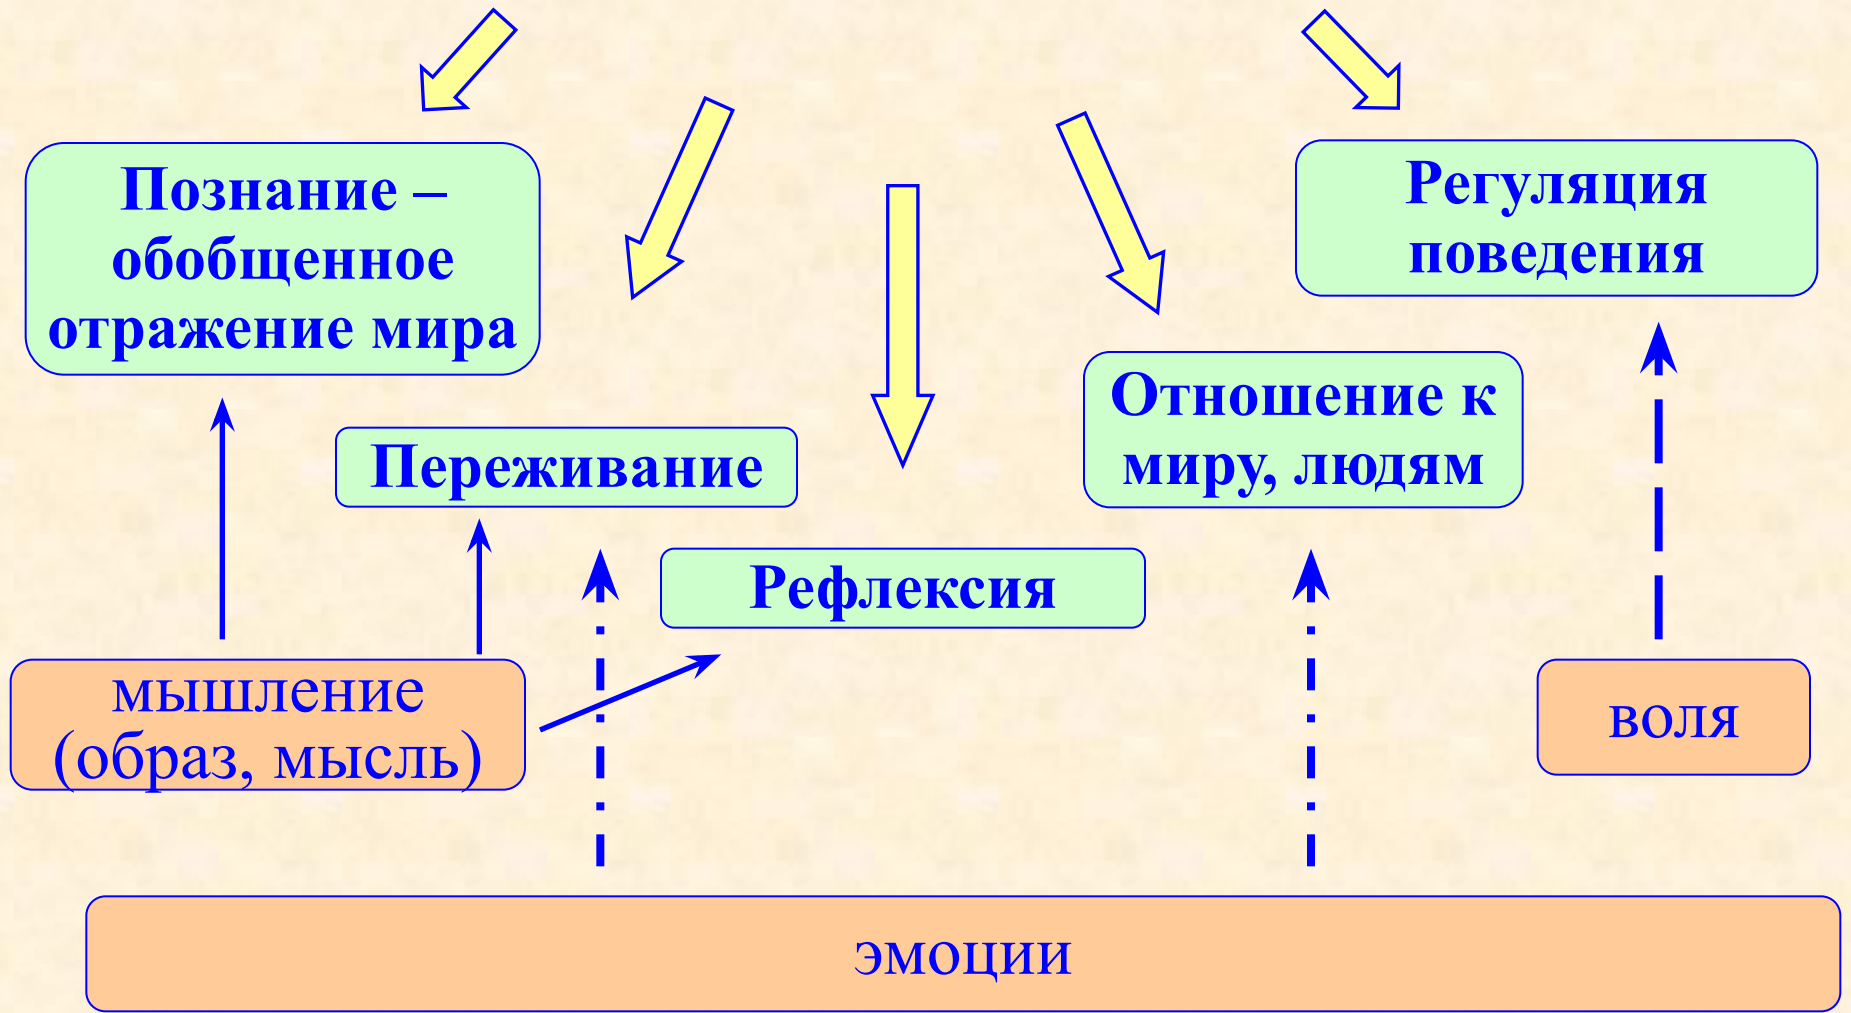 Познание –
обобщенное
отражение мира
Регуляция
поведения
Переживание
Отношение к
миру, людям
Рефлексия
мышление
(образ, мысль)
воля
эмоции